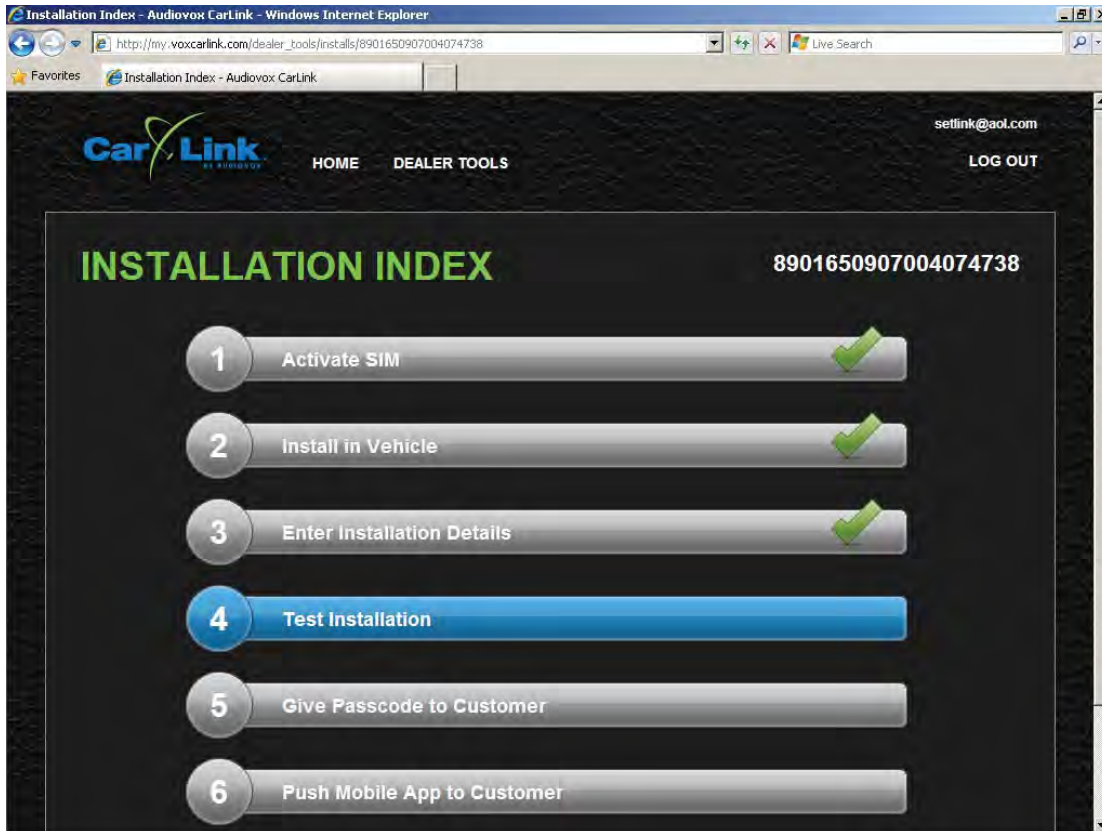 Installation Index - Audiovox CarLink - Windows Internet Explorer
http://my.voxcarlink.com/dealer_tools/installs/8901650907004074738
Live Search
Favorites
Installation Index - Audiovox CarLink
setlink@aol.com
CarLink
BY AUDIOVOX
HOME DEALER TOOLS
LOG OUT
INSTALLATION INDEX
8901650907004074738
1 Activate SIM
2 Install in Vehicle
3 Enter Installation Details
4 Test Installation
5 Give Passcode to Customer
6 Push Mobile App to Customer